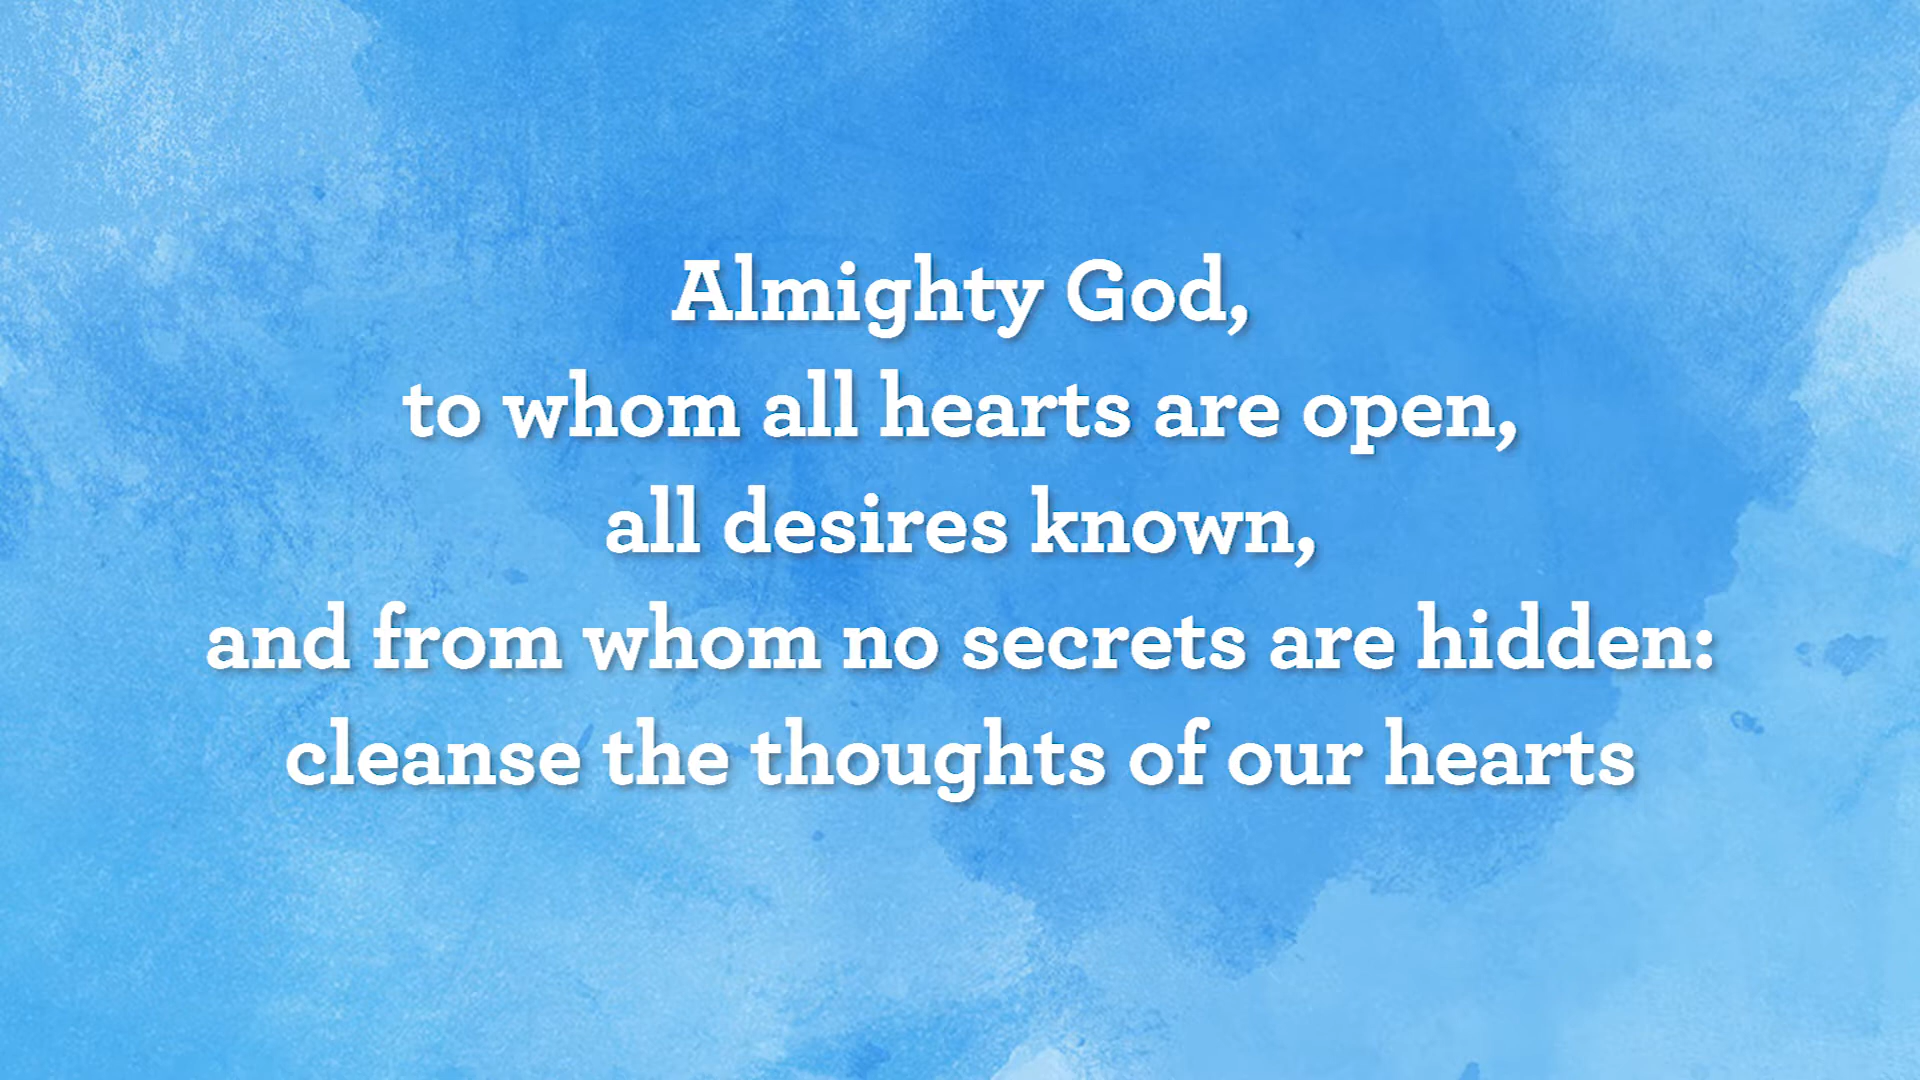 Almighty God,
to whom all hearts are open,
all desires known,
and from whom no secrets are hidden:
cleanse the thoughts of our hearts